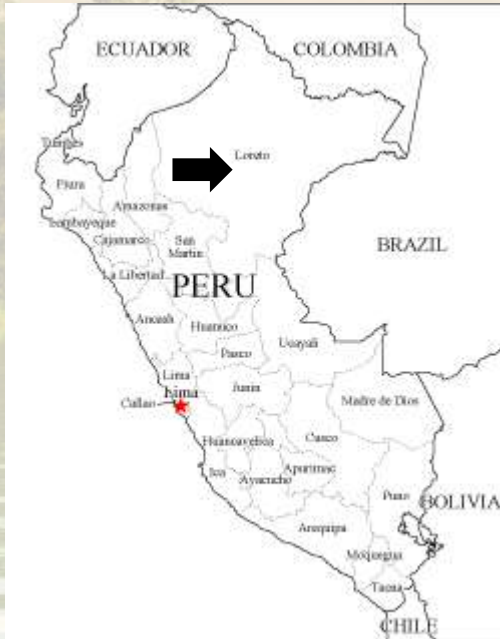 ECUADOR
COLOMBIA
Tumbes
Loreto
Piura
Amazonas
Lambayeque
Cajamarca
San
Martin
BRAZIL
La Libertad
PERU
Ancash
Huanuco
Ucayali
Pasco
Lima
Junin
Lima
Callao
Madre de Dios
Cusco
Huancavelica
Ica
Ayacucho
Apurimac
Puno
BOLIVIA
Arequipa
Moquegua
Tacna
CHILE